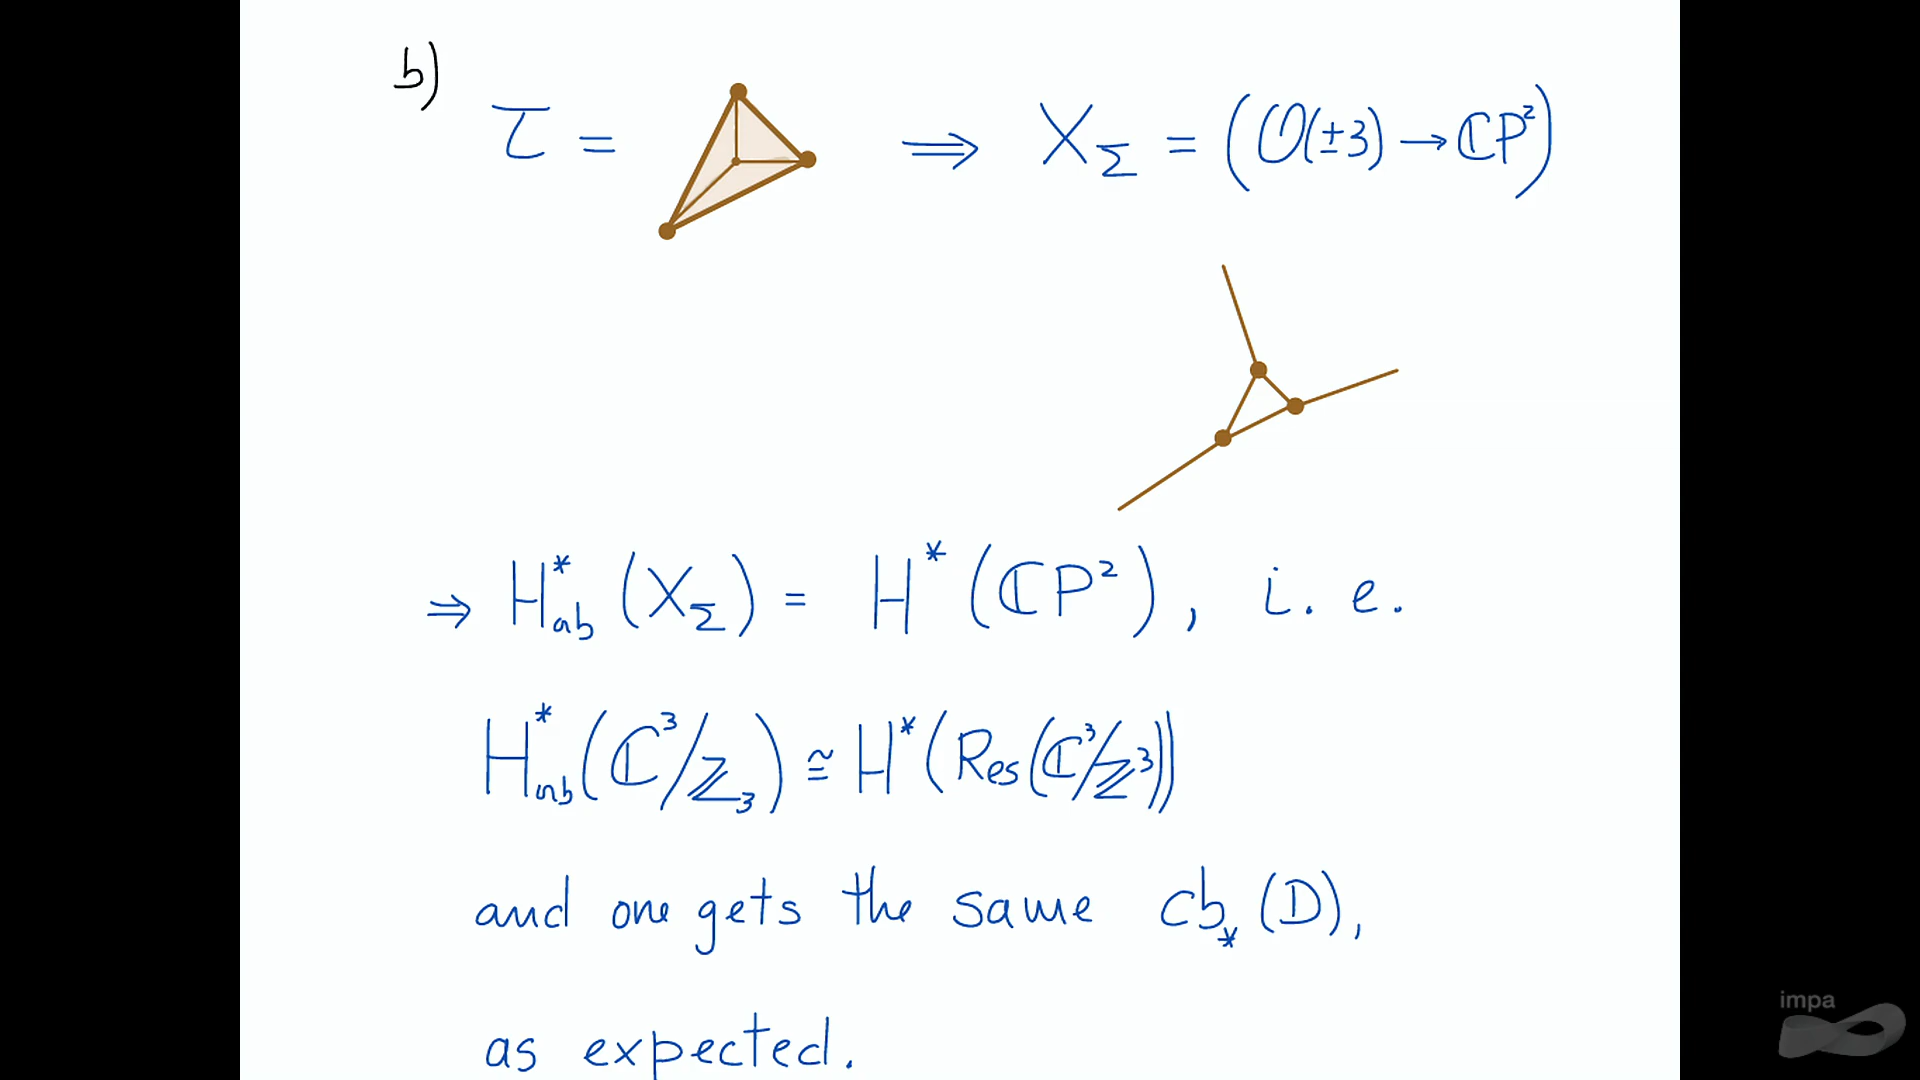 b)
τ = ⟹ X_Σ = (O(±3) → ℂP²)
⇒ H*_ab (X_Σ) = H* (ℂP²), i. e.
H*_ab (ℂ³/ℤ₃) ≅ H* (Res(ℂ³/ℤ³))
and one gets the same cb_* (D),
as expected.
impa